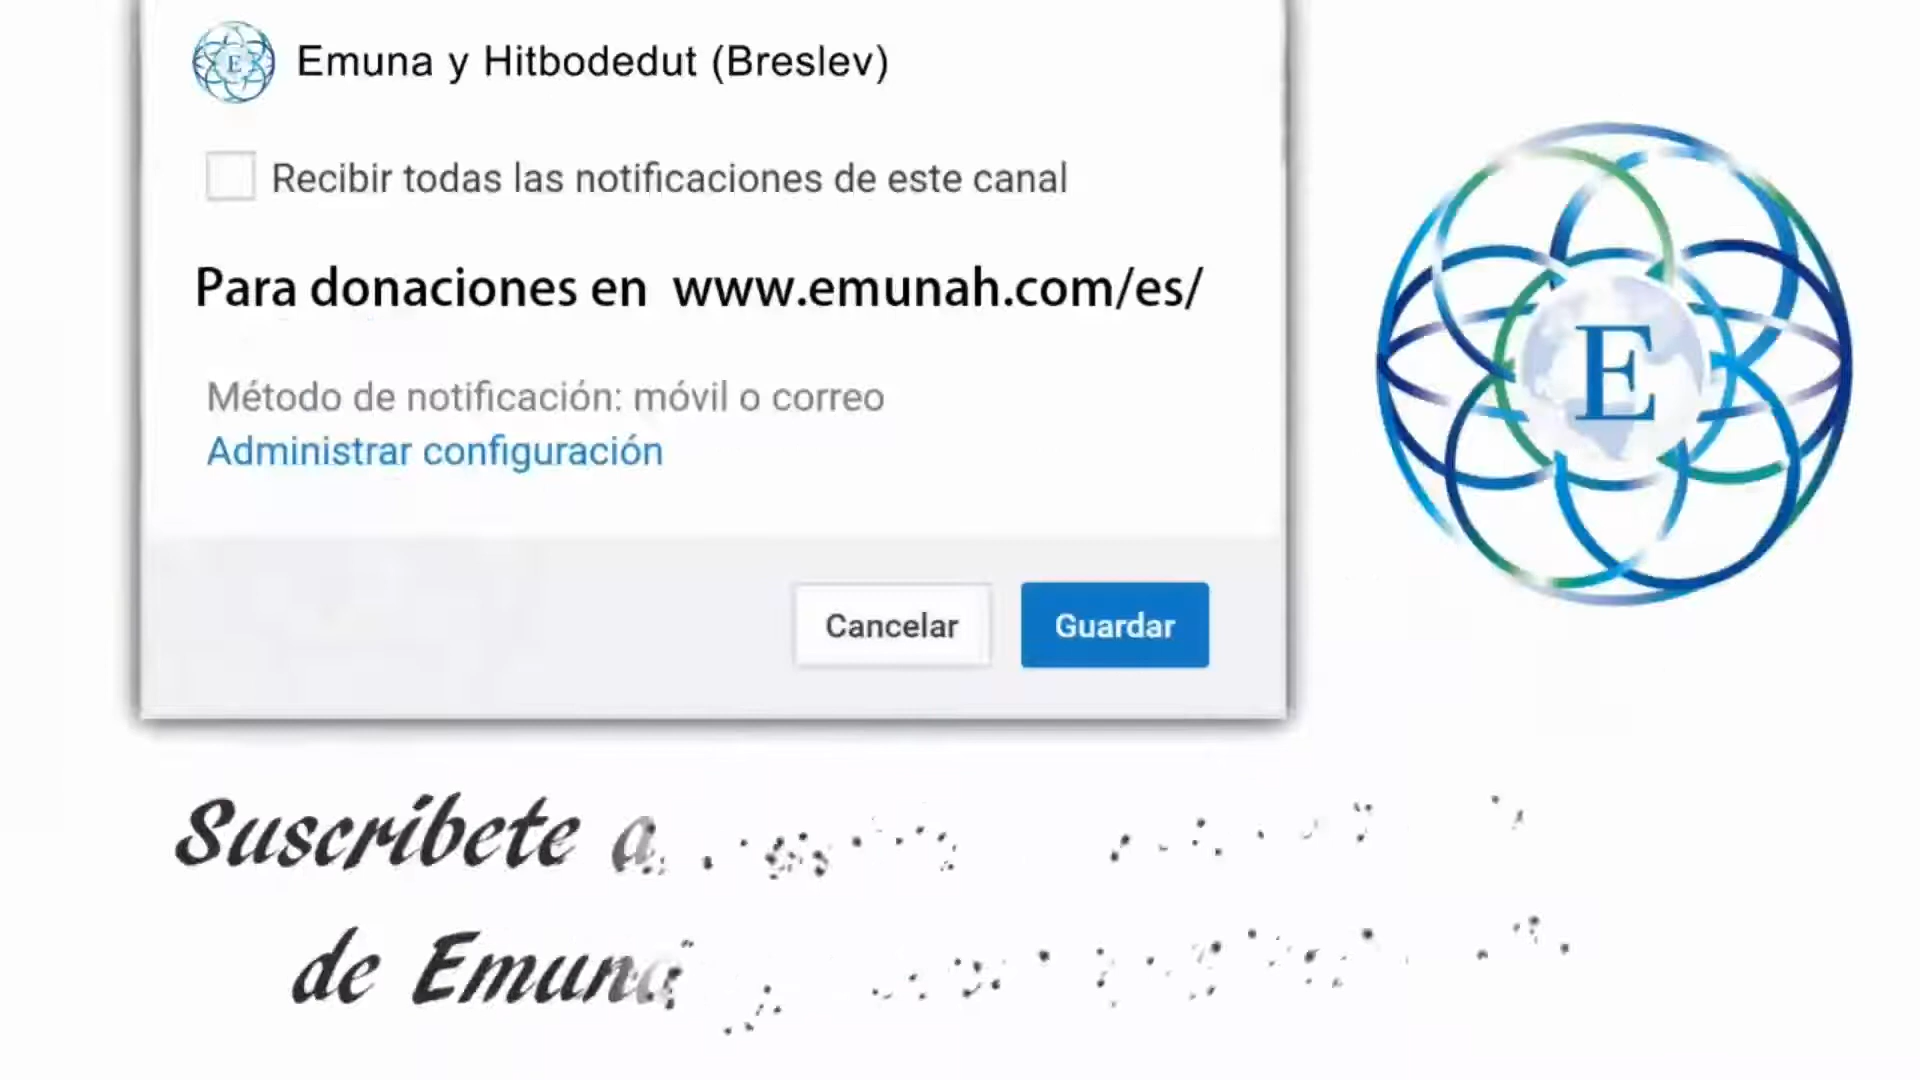 E Emuna y Hitbodedut (Breslev)
Recibir todas las notificaciones de este canal
Para donaciones en www.emunah.com/es/
Método de notificación: móvil o correo
Administrar configuración
Cancelar Guardar
E
Suscríbete a
de Emuna